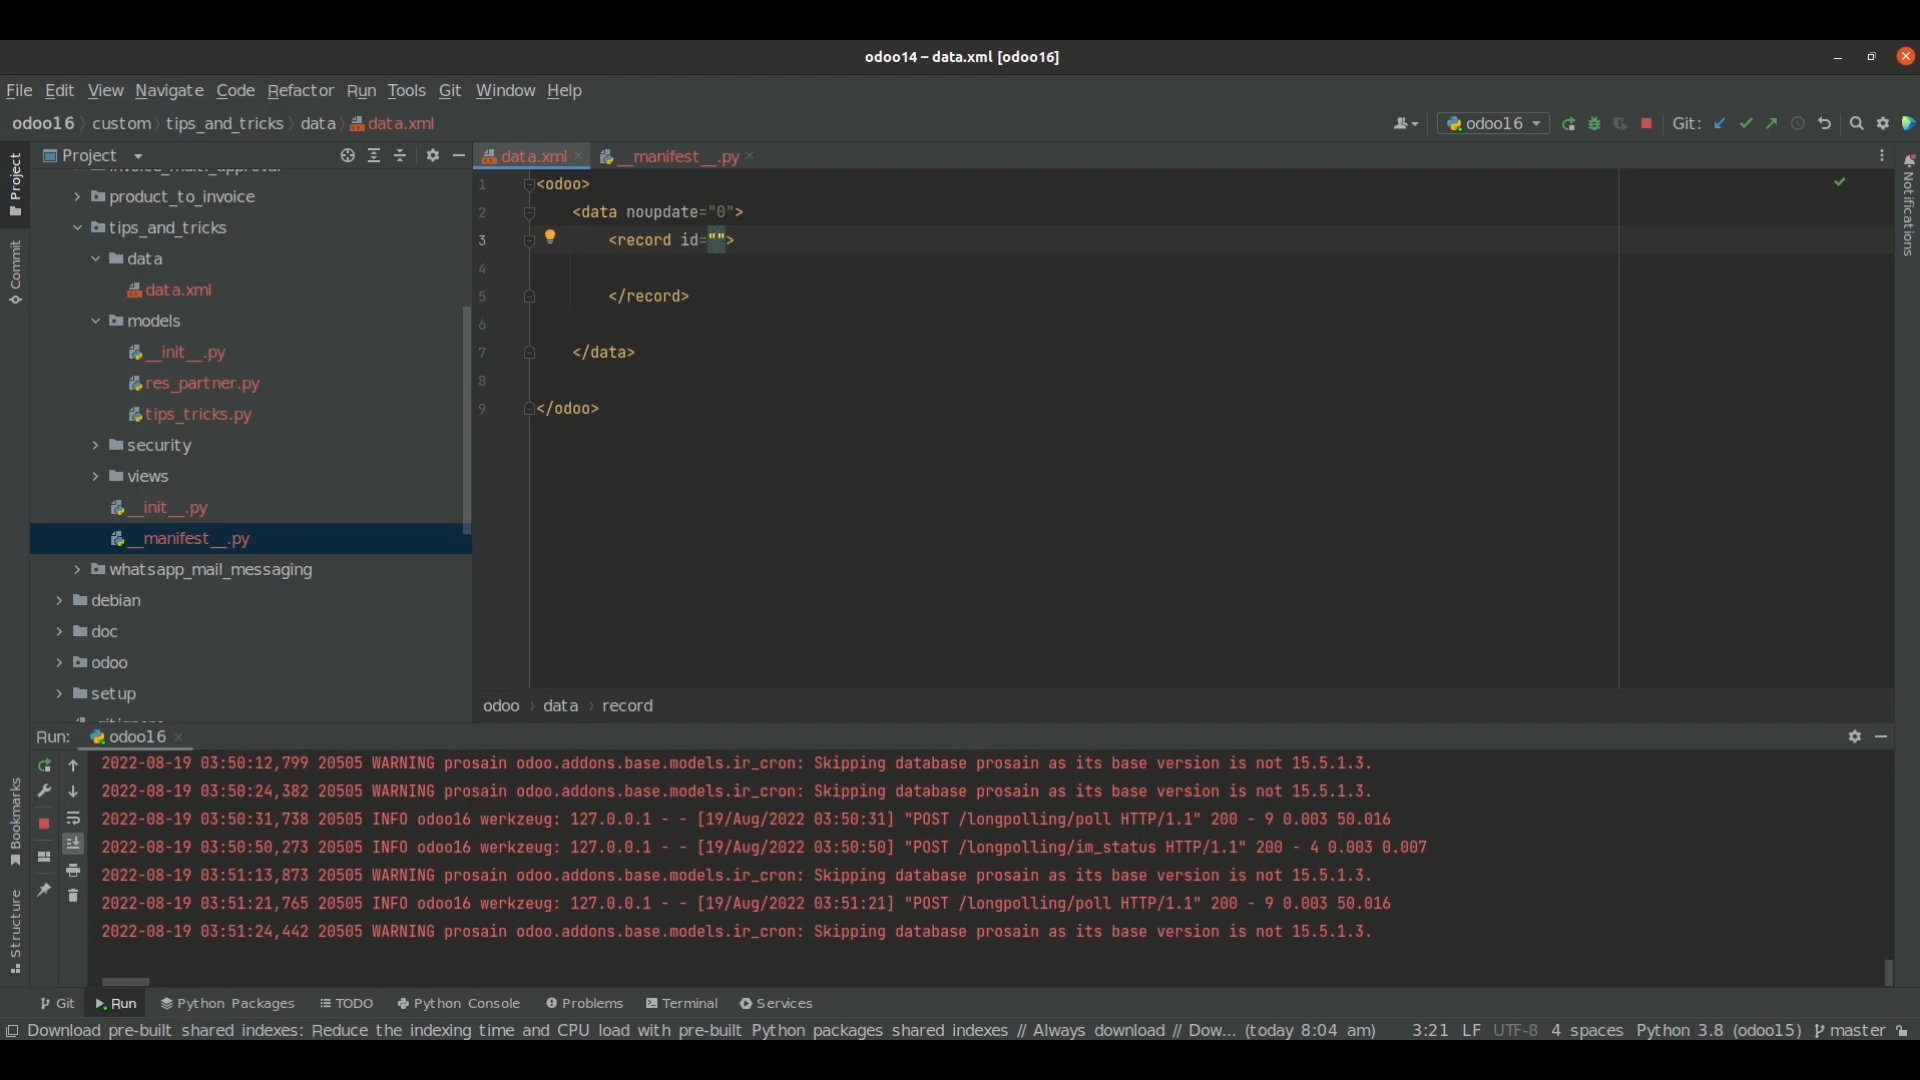 odoo14 – data.xml [odoo16]
File Edit View Navigate Code Refactor Run Tools Git Window Help
odoo16 custom tips_and_tricks data data.xml
odoo16 Git:
Project
data.xml __manifest__.py
product_to_invoice
tips_and_tricks
data
data.xml
models
__init__.py
res_partner.py
tips_tricks.py
security
views
__init__.py
__manifest__.py
whatsapp_mail_messaging
debian
doc
odoo
setup
1 <odoo>
2 <data noupdate="0">
3 <record id="">
4
5 </record>
6
7 </data>
8
9 </odoo>
odoo data record
Project
Commit
Bookmarks
Structure
Notifications
Run: odoo16
2022-08-19 03:50:12,799 20505 WARNING prosain odoo.addons.base.models.ir_cron: Skipping database prosain as its base version is not 15.5.1.3.
2022-08-19 03:50:24,382 20505 WARNING prosain odoo.addons.base.models.ir_cron: Skipping database prosain as its base version is not 15.5.1.3.
2022-08-19 03:50:31,738 20505 INFO odoo16 werkzeug: 127.0.0.1 - - [19/Aug/2022 03:50:31] "POST /longpolling/poll HTTP/1.1" 200 - 9 0.003 50.016
2022-08-19 03:50:50,273 20505 INFO odoo16 werkzeug: 127.0.0.1 - - [19/Aug/2022 03:50:50] "POST /longpolling/im_status HTTP/1.1" 200 - 4 0.003 0.007
2022-08-19 03:51:13,873 20505 WARNING prosain odoo.addons.base.models.ir_cron: Skipping database prosain as its base version is not 15.5.1.3.
2022-08-19 03:51:21,765 20505 INFO odoo16 werkzeug: 127.0.0.1 - - [19/Aug/2022 03:51:21] "POST /longpolling/poll HTTP/1.1" 200 - 9 0.003 50.016
2022-08-19 03:51:24,442 20505 WARNING prosain odoo.addons.base.models.ir_cron: Skipping database prosain as its base version is not 15.5.1.3.
Git Run Python Packages TODO Python Console Problems Terminal Services
Download pre-built shared indexes: Reduce the indexing time and CPU load with pre-built Python packages shared indexes // Always download // Dow... (today 8:04 am) 3:21 LF UTF-8 4 spaces Python 3.8 (odoo15) master